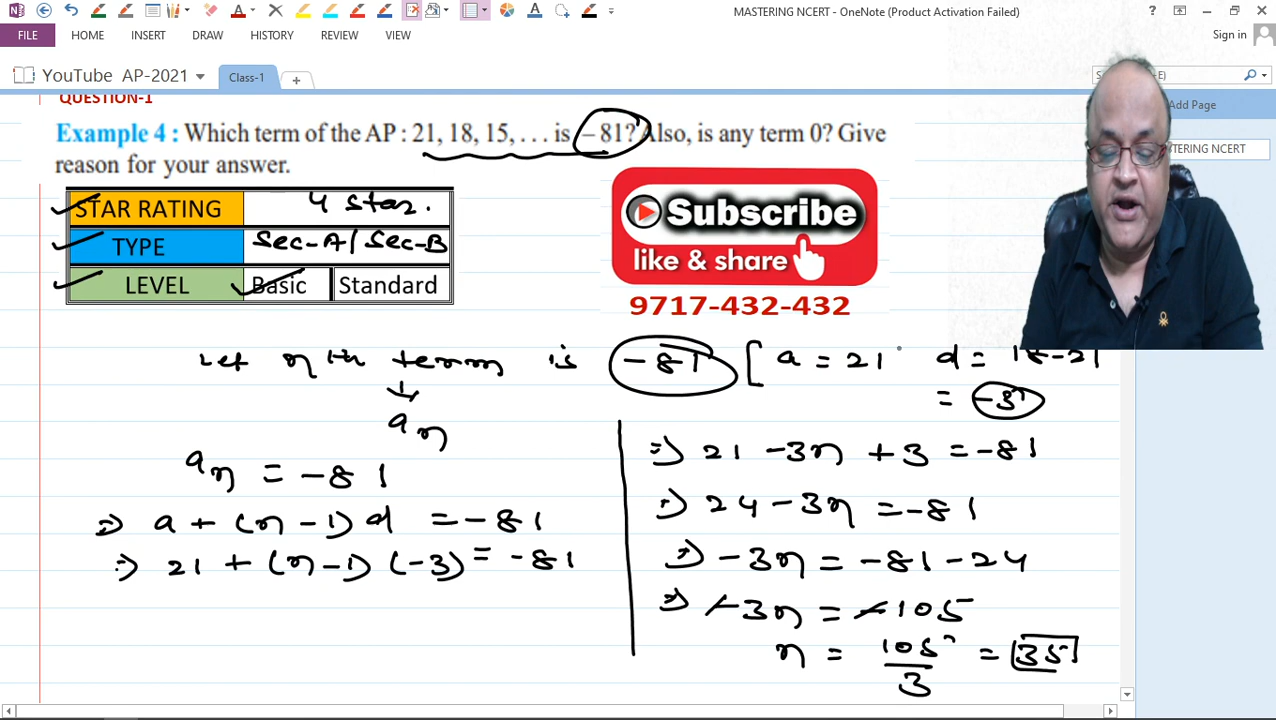 MASTERING NCERT - OneNote (Product Activation Failed)
FILE HOME INSERT DRAW HISTORY REVIEW VIEW
Sign in
YouTube AP-2021
Class-1
Add Page
QUESTION-1
Example 4 : Which term of the AP : 21, 18, 15, . . . is – 81? Also, is any term 0? Give
reason for your answer.
STAR RATING 4 star.
TYPE Sec-A/Sec-B
LEVEL Basic Standard
Subscribe
like & share
9717-432-432
Let nth term is -81 [ a = 21 d = 18-21
= -3
↓
an
an = -81
⇒ a + (n-1) d = -81
⇒ 21 + (n-1) (-3) = -81
⇒ 21 -3n + 3 = -81
⇒ 24 - 3n = -81
⇒ -3n = -81 - 24
⇒ -3n = -105
n = 105/3 = 35